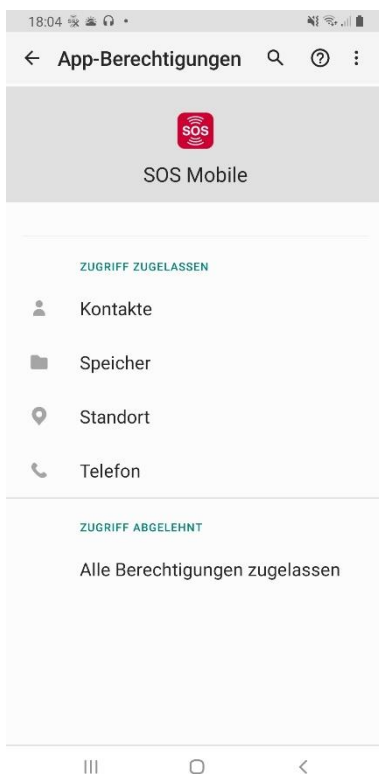 18:04
App-Berechtigungen
SOS
SOS Mobile
ZUGRIFF ZUGELASSEN
Kontakte
Speicher
Standort
Telefon
ZUGRIFF ABGELEHNT
Alle Berechtigungen zugelassen